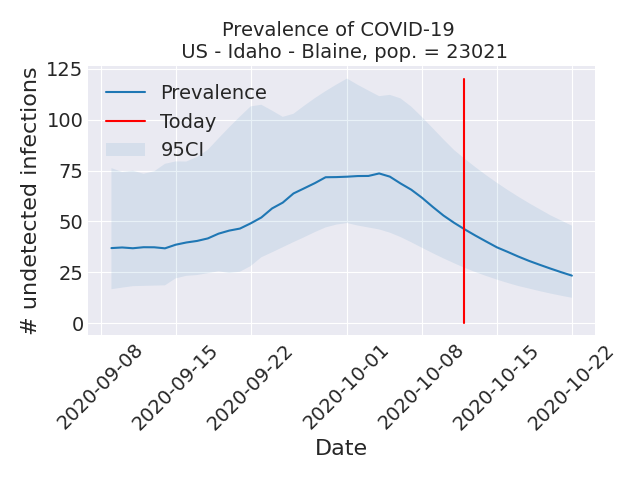 Prevalence of COVID-19
US - Idaho - Blaine, pop. = 23021
# undetected infections
125
100
75
50
25
0
Prevalence
Today
95CI
2020-09-08
2020-09-15
2020-09-22
2020-10-01
2020-10-08
2020-10-15
2020-10-22
Date